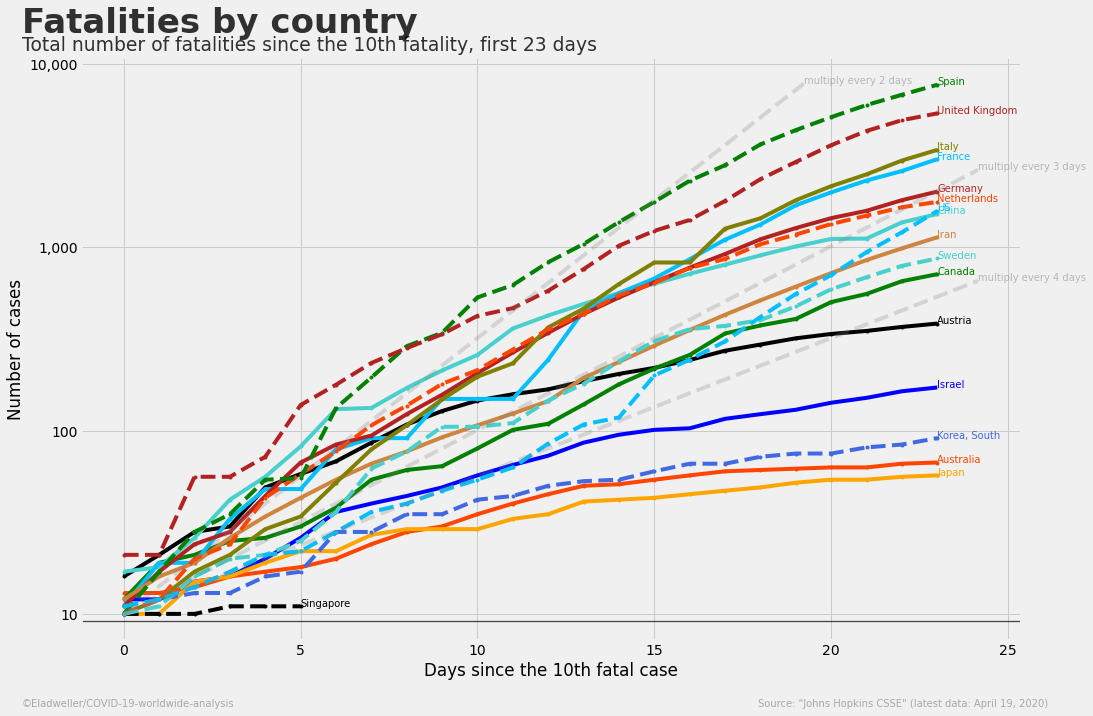 Fatalities by country
Total number of fatalities since the 10th fatality, first 23 days
10,000
1,000
100
10
Number of cases
multiply every 2 days
Spain
United Kingdom
Italy
France
multiply every 3 days
Germany
Netherlands
US
China
Iran
Sweden
Canada
multiply every 4 days
Austria
Israel
Korea, South
Australia
Japan
Singapore
0
5
10
15
20
25
Days since the 10th fatal case
©Eladweller/COVID-19-worldwide-analysis
Source: "Johns Hopkins CSSE" (latest data: April 19, 2020)